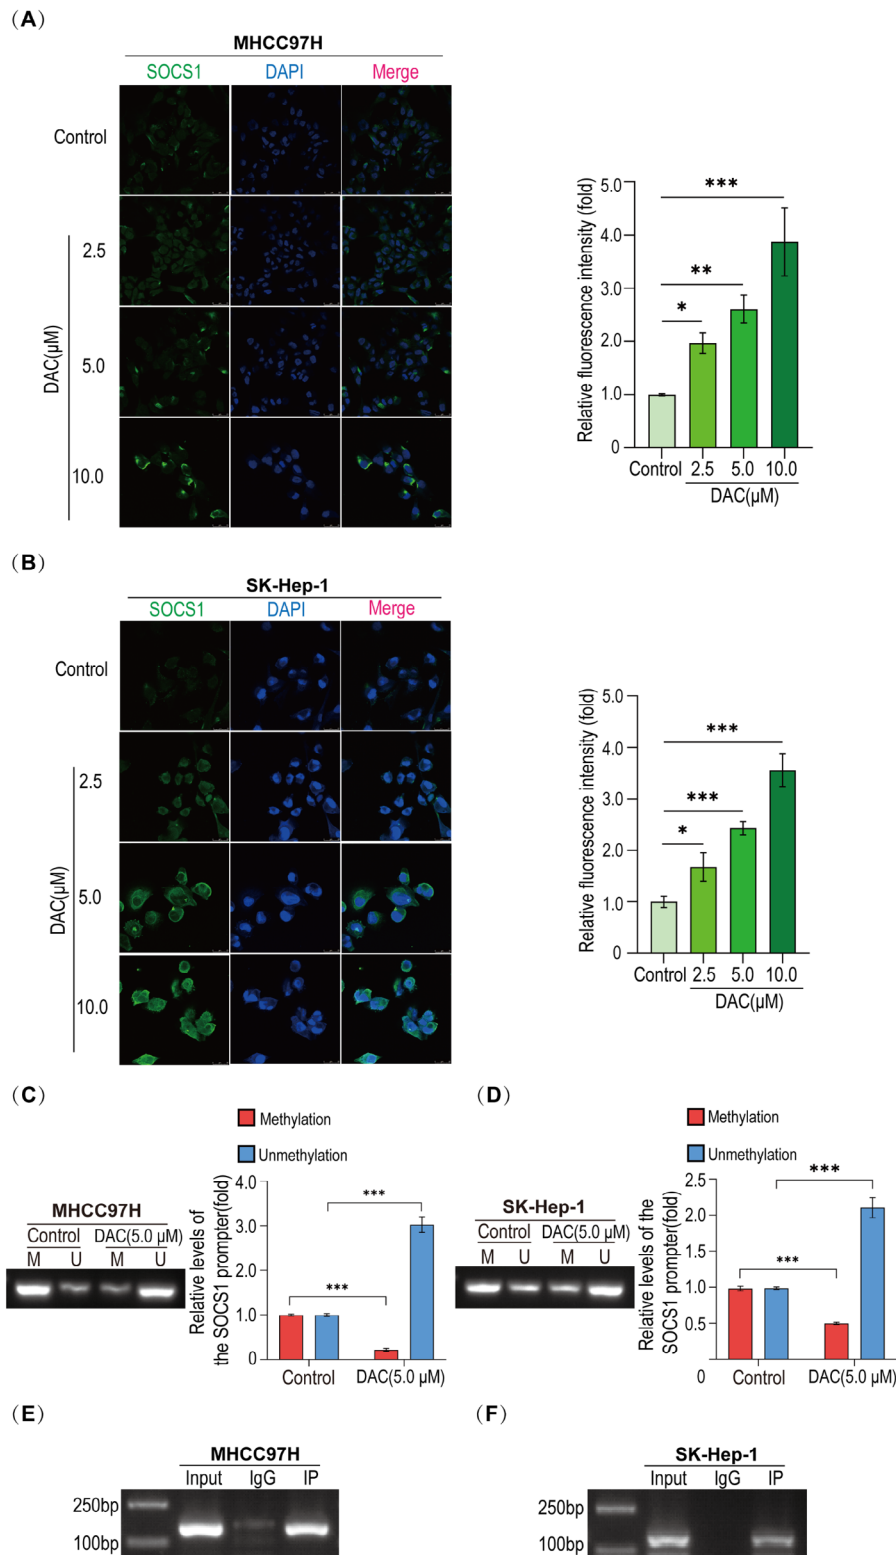 (A)
MHCC97H
SOCS1 DAPI Merge
Control
2.5
5.0
10.0
DAC(μM)
Relative fluorescence intensity (fold)
5.0
4.0
3.0
2.0
1.0
0
***
**
*
Control 2.5 5.0 10.0
DAC(μM)
(B)
SK-Hep-1
SOCS1 DAPI Merge
Control
2.5
5.0
10.0
DAC(μM)
Relative fluorescence intensity (fold)
5.0
4.0
3.0
2.0
1.0
0
***
***
*
Control 2.5 5.0 10.0
DAC(μM)
(C)
Methylation
Unmethylation
MHCC97H
Control DAC(5.0 μM)
M U M U
Relative levels of
the SOCS1 prompter(fold)
4.0
3.0
2.0
1.0
0
***
***
Control DAC(5.0 μM)
(D)
Methylation
Unmethylation
SK-Hep-1
Control DAC(5.0 μM)
M U M U
Relative levels of the
SOCS1 prompter(fold)
2.5
2.0
1.5
1.0
0.5
0
***
***
Control DAC(5.0 μM)
(E)
MHCC97H
Input IgG IP
250bp
100bp
(F)
SK-Hep-1
Input IgG IP
250bp
100bp